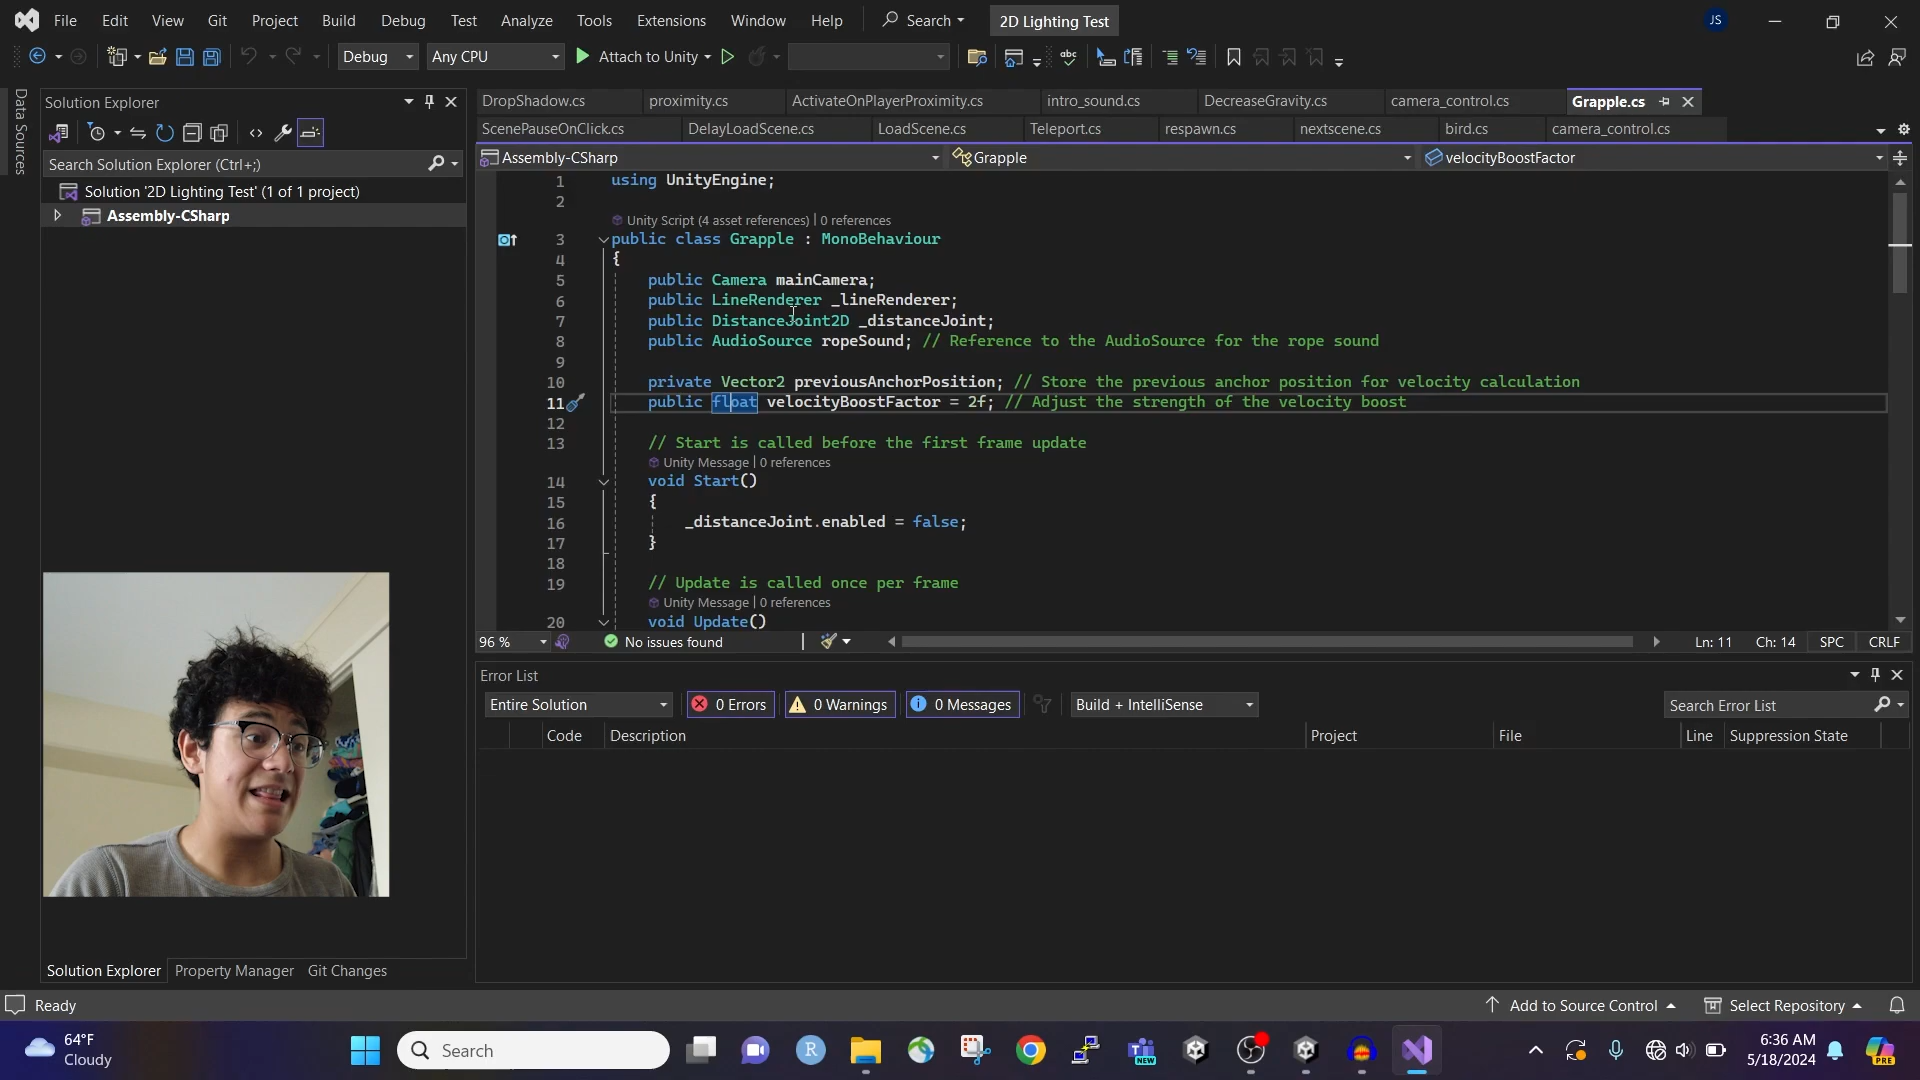 File Edit View Git Project Build Debug Test Analyze Tools Extensions Window Help Search 2D Lighting Test JS
Debug Any CPU Attach to Unity
Data Sources
Solution Explorer
Search Solution Explorer (Ctrl+;)
Solution '2D Lighting Test' (1 of 1 project)
Assembly-CSharp
DropShadow.cs proximity.cs ActivateOnPlayerProximity.cs intro_sound.cs DecreaseGravity.cs camera_control.cs Grapple.cs
ScenePauseOnClick.cs DelayLoadScene.cs LoadScene.cs Teleport.cs respawn.cs nextscene.cs bird.cs camera_control.cs
Assembly-CSharp Grapple velocityBoostFactor
1 using UnityEngine;
2
Unity Script (4 asset references) | 0 references
3 public class Grapple : MonoBehaviour
4 {
5 public Camera mainCamera;
6 public LineRenderer _lineRenderer;
7 public DistanceJoint2D _distanceJoint;
8 public AudioSource ropeSound; // Reference to the AudioSource for the rope sound
9
10 private Vector2 previousAnchorPosition; // Store the previous anchor position for velocity calculation
11 public float velocityBoostFactor = 2f; // Adjust the strength of the velocity boost
12
13 // Start is called before the first frame update
Unity Message | 0 references
14 void Start()
15 {
16 _distanceJoint.enabled = false;
17 }
18
19 // Update is called once per frame
Unity Message | 0 references
20 void Update()
96 % No issues found Ln: 11 Ch: 14 SPC CRLF
Error List
Entire Solution 0 Errors 0 Warnings 0 Messages Build + IntelliSense Search Error List
Code Description Project File Line Suppression State
Solution Explorer Property Manager Git Changes
Ready Add to Source Control Select Repository
64°F
Cloudy
Search
R
NEW
6:36 AM
5/18/2024
PRE